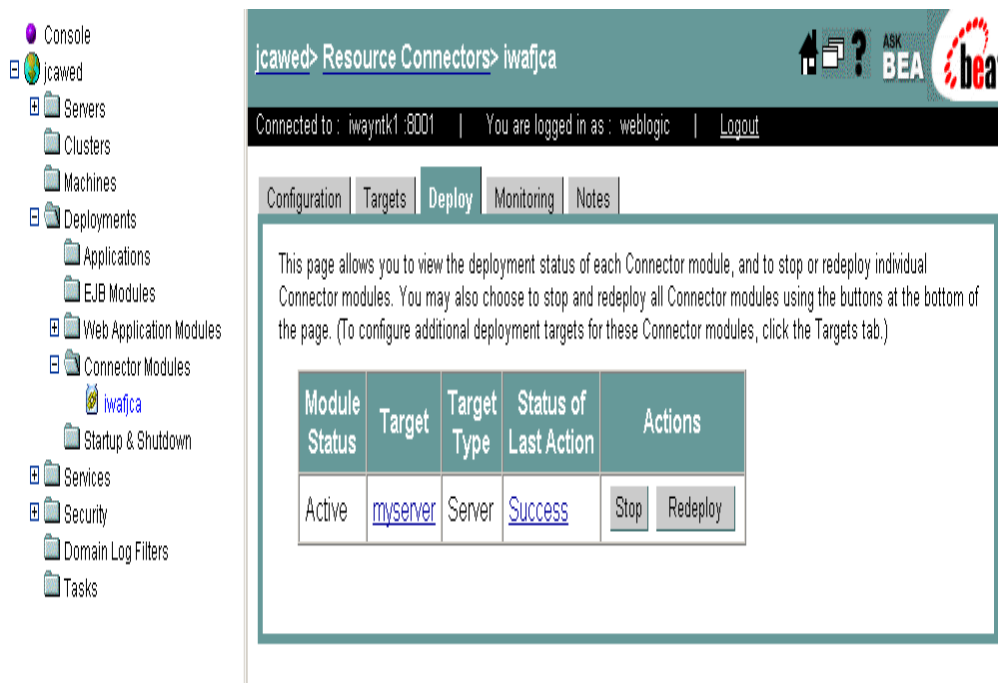 Console
jcawed
Servers
Clusters
Machines
Deployments
Applications
EJB Modules
Web Application Modules
Connector Modules
iwafjca
Startup & Shutdown
Services
Security
Domain Log Filters
Tasks
jcawed> Resource Connectors> iwafjca
?
ASK
BEA
bea
Connected to : iwayntk1 :8001 | You are logged in as : weblogic | Logout
Configuration Targets Deploy Monitoring Notes
This page allows you to view the deployment status of each Connector module, and to stop or redeploy individual
Connector modules. You may also choose to stop and redeploy all Connector modules using the buttons at the bottom of
the page. (To configure additional deployment targets for these Connector modules, click the Targets tab.)
Module Status Target Target Type Status of Last Action Actions
Active myserver Server Success Stop Redeploy